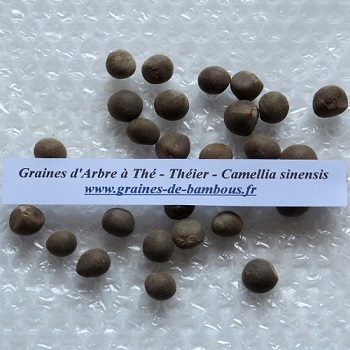 Graines d'Arbre à Thé - Théier - Camellia sinensis
www.graines-de-bambous.fr